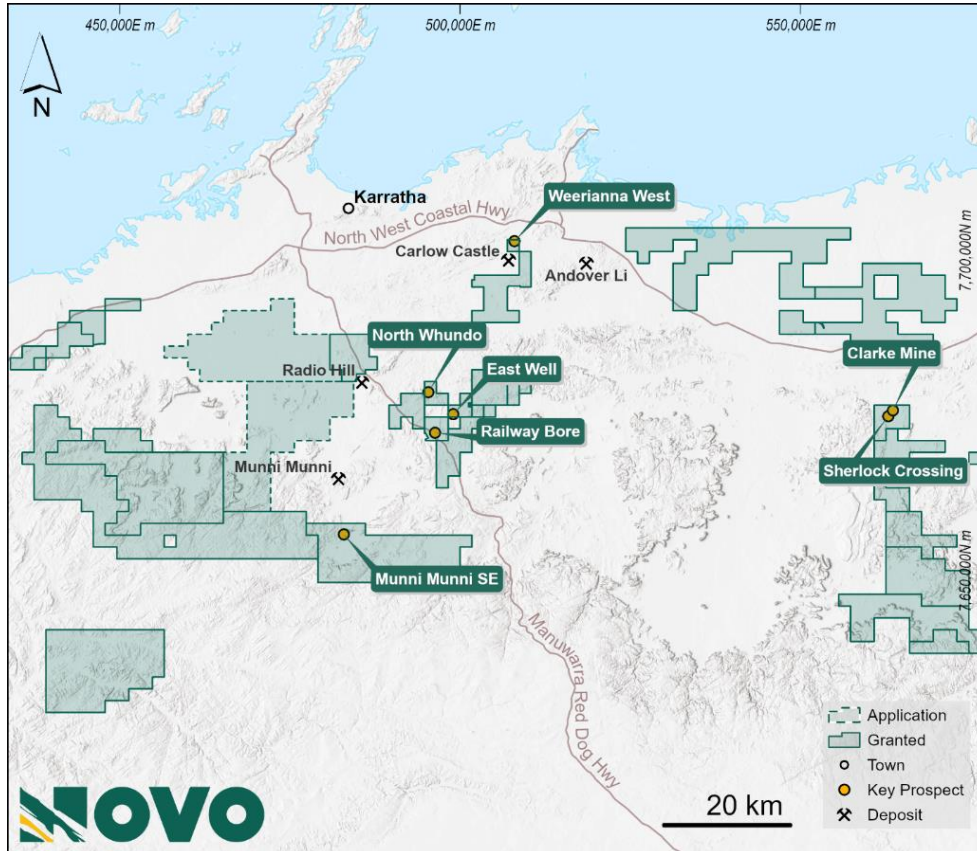 450,000E m
500,000E m
550,000E m
N
Karratha
Weerianna West
North West Coastal Hwy
Carlow Castle
Andover Li
7,700,000N m
North Whundo
Clarke Mine
Radio Hill
East Well
Railway Bore
Munni Munni
Sherlock Crossing
Munni Munni SE
7,650,000N m
Manuwarra Red Dog Hwy
Application
Granted
Town
Key Prospect
Deposit
20 km
NOVO